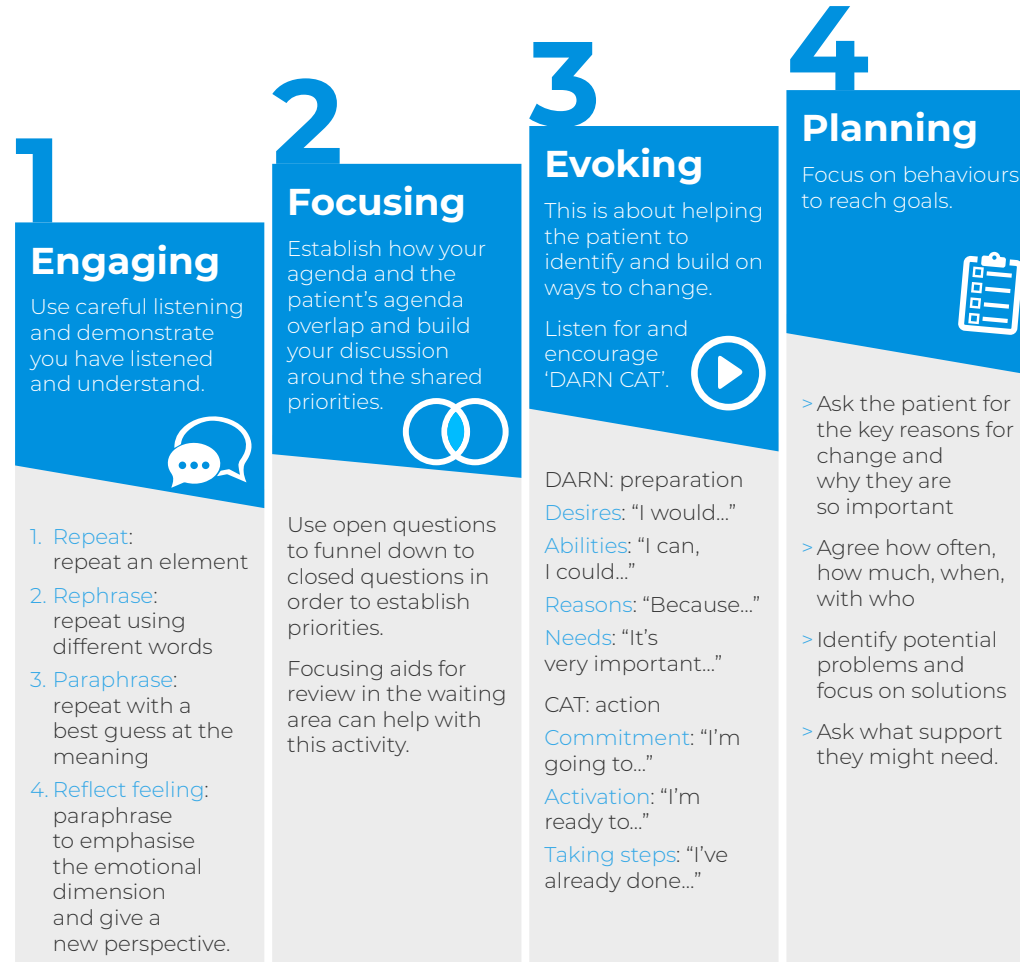 1
Engaging
Use careful listening
and demonstrate
you have listened
and understand.
1. Repeat:
repeat an element
2. Rephrase:
repeat using
different words
3. Paraphrase:
repeat with a
best guess at the
meaning
4. Reflect feeling:
paraphrase
to emphasise
the emotional
dimension
and give a
new perspective.
2
Focusing
Establish how your
agenda and the
patient’s agenda
overlap and build
your discussion
around the shared
priorities.
Use open questions
to funnel down to
closed questions in
order to establish
priorities.
Focusing aids for
review in the waiting
area can help with
this activity.
3
Evoking
This is about helping
the patient to
identify and build on
ways to change.
Listen for and
encourage
‘DARN CAT’.
DARN: preparation
Desires: “I would...”
Abilities: “I can,
I could...”
Reasons: “Because...”
Needs: “It’s
very important...”
CAT: action
Commitment: “I’m
going to...”
Activation: “I’m
ready to...”
Taking steps: “I’ve
already done...”
4
Planning
Focus on behaviours
to reach goals.
> Ask the patient for
the key reasons for
change and
why they are
so important
> Agree how often,
how much, when,
with who
> Identify potential
problems and
focus on solutions
> Ask what support
they might need.